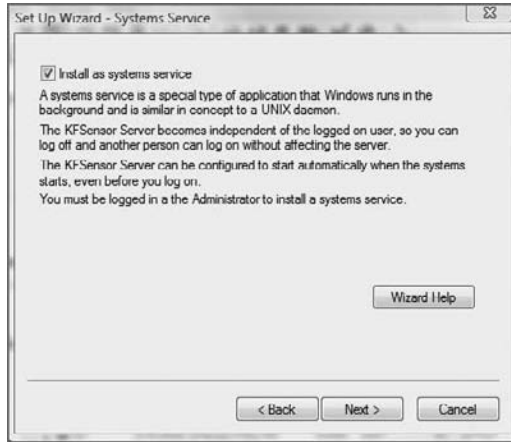 Set Up Wizard - Systems Service
Install as systems service
A systems service is a special type of application that Windows runs in the
background and is similar in concept to a UNIX daemon.
The KFSensor Server becomes independent of the logged on user, so you can
log off and another person can log on without affecting the server.
The KFSensor Server can be configured to start automatically when the systems
starts, even before you log on.
You must be logged in a the Administrator to install a systems service.
Wizard Help
< Back
Next >
Cancel